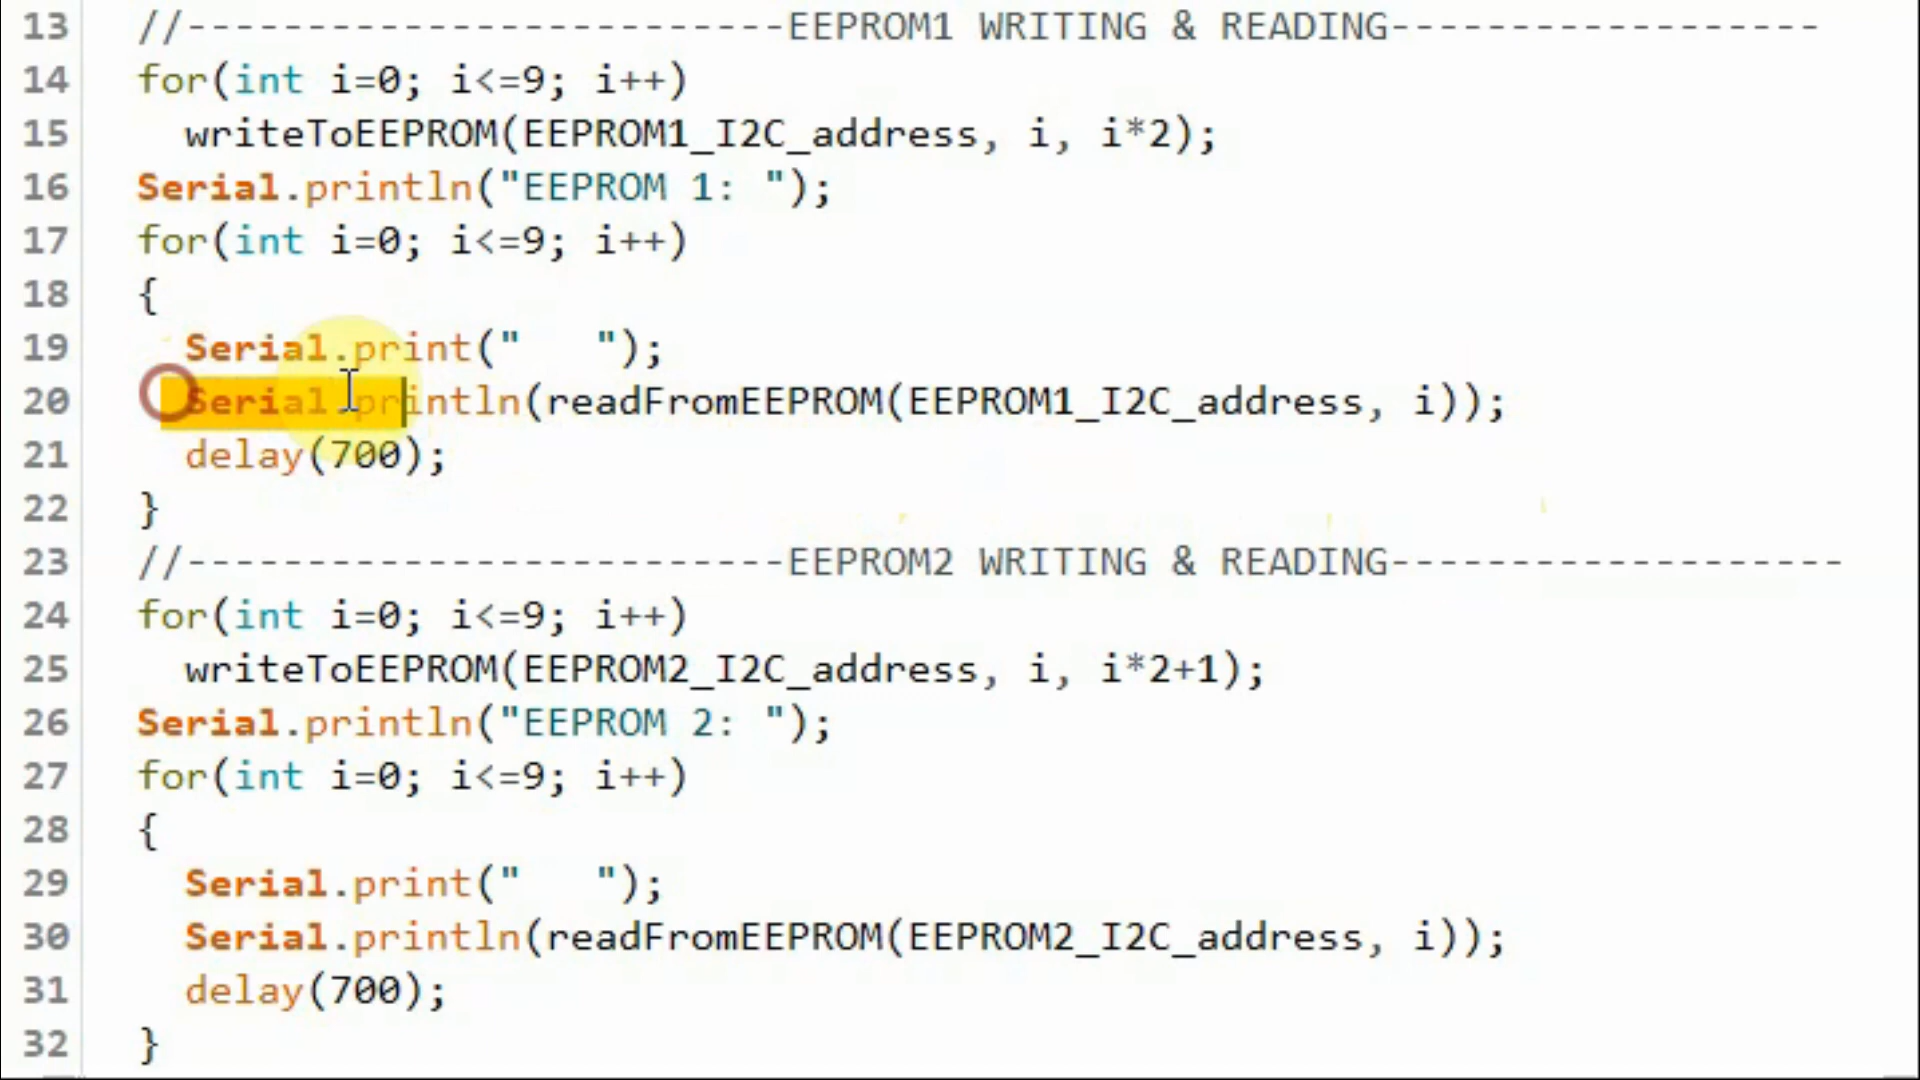 13 //-------------------------EEPROM1 WRITING & READING------------------
14 for(int i=0; i<=9; i++)
15 writeToEEPROM(EEPROM1_I2C_address, i, i*2);
16 Serial.println("EEPROM 1: ");
17 for(int i=0; i<=9; i++)
18 {
19 Serial.print("   ");
20 Serial.println(readFromEEPROM(EEPROM1_I2C_address, i));
21 delay(700);
22 }
23 //-------------------------EEPROM2 WRITING & READING-------------------
24 for(int i=0; i<=9; i++)
25 writeToEEPROM(EEPROM2_I2C_address, i, i*2+1);
26 Serial.println("EEPROM 2: ");
27 for(int i=0; i<=9; i++)
28 {
29 Serial.print("   ");
30 Serial.println(readFromEEPROM(EEPROM2_I2C_address, i));
31 delay(700);
32 }